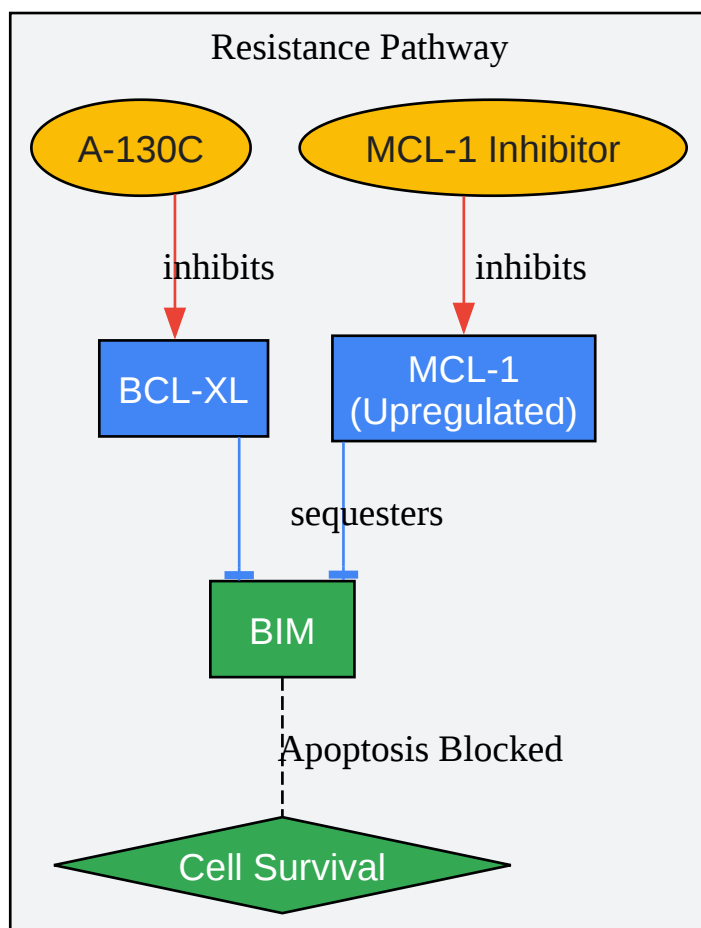 Resistance Pathway
A-130C
MCL-1 Inhibitor
inhibits
inhibits
BCL-XL
MCL-1
(Upregulated)
sequesters
BIM
Apoptosis Blocked
Cell Survival